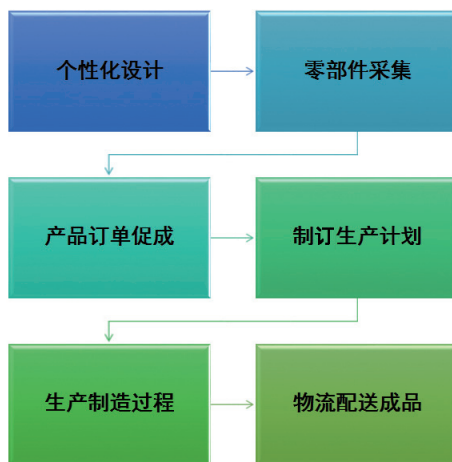 个性化设计
零部件采集
产品订单促成
制订生产计划
生产制造过程
物流配送成品